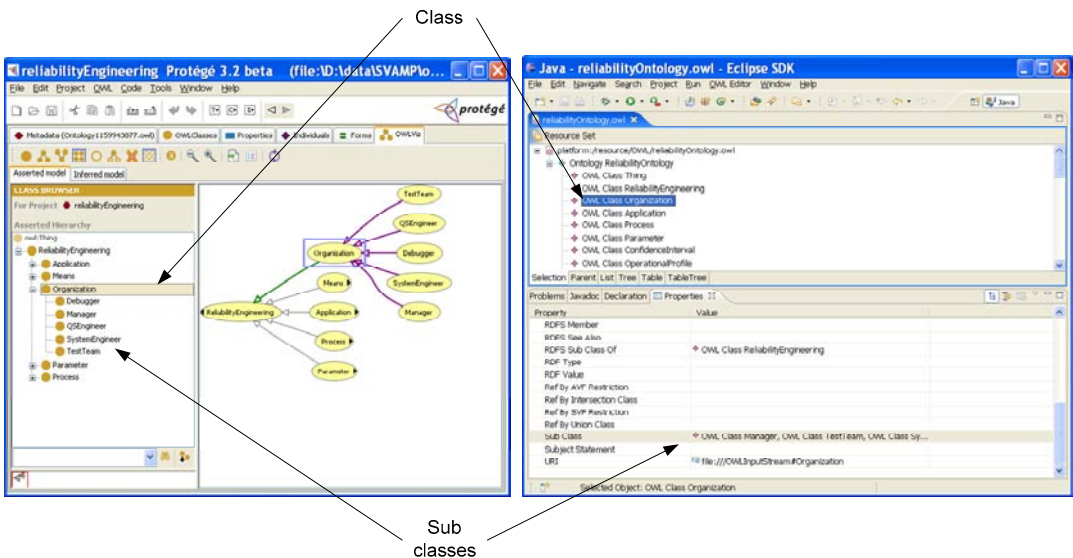 Class
reliabilityEngineering Protégé 3.2 beta (file:\D:\data\SVAMP\o...
File Edit Project OWL Code Tools Window Help
protégé
Metadata (Ontology1159943077.owl) OWLClasses Properties Individuals Forms OWLViz
Asserted model Inferred model
CLASS BROWSER
For Project: reliabilityEngineering
Asserted Hierarchy
owl:Thing
ReliabilityEngineering
Application
Means
Organization
Debugger
Manager
QSEngineer
SystemEngineer
TestTeam
Parameter
Process
TestTeam
QSEngineer
Organisation
Debugger
Means
SystemEngineer
ReliabilityEngineering
Application
Manager
Process
Parameter
Java - reliabilityOntology.owl - Eclipse SDK
File Edit Navigate Search Project Run OWL Editor Window Help
Java
reliabilityOntology.owl
Resource Set
platform:/resource/OWL/reliabilityOntology.owl
Ontology ReliabilityOntology
OWL Class Thing
OWL Class ReliabilityEngineering
OWL Class Organization
OWL Class Application
OWL Class Process
OWL Class Parameter
OWL Class ConfidenceInterval
OWL Class OperationalProfile
Selection Parent List Tree Table TableTree
Problems Javadoc Declaration Properties
Property Value
RDFS Member
RDFS See Also
RDFS Sub Class Of OWL Class ReliabilityEngineering
RDF Type
RDF Value
Ref By AVF Restriction
Ref By Intersection Class
Ref By SVF Restriction
Ref By Union Class
Sub Class OWL Class Manager, OWL Class TestTeam, OWL Class Sy...
Subject Statement
URI file:///OWLInputStream#Organization
Selected Object: OWL Class Organization
Sub
classes